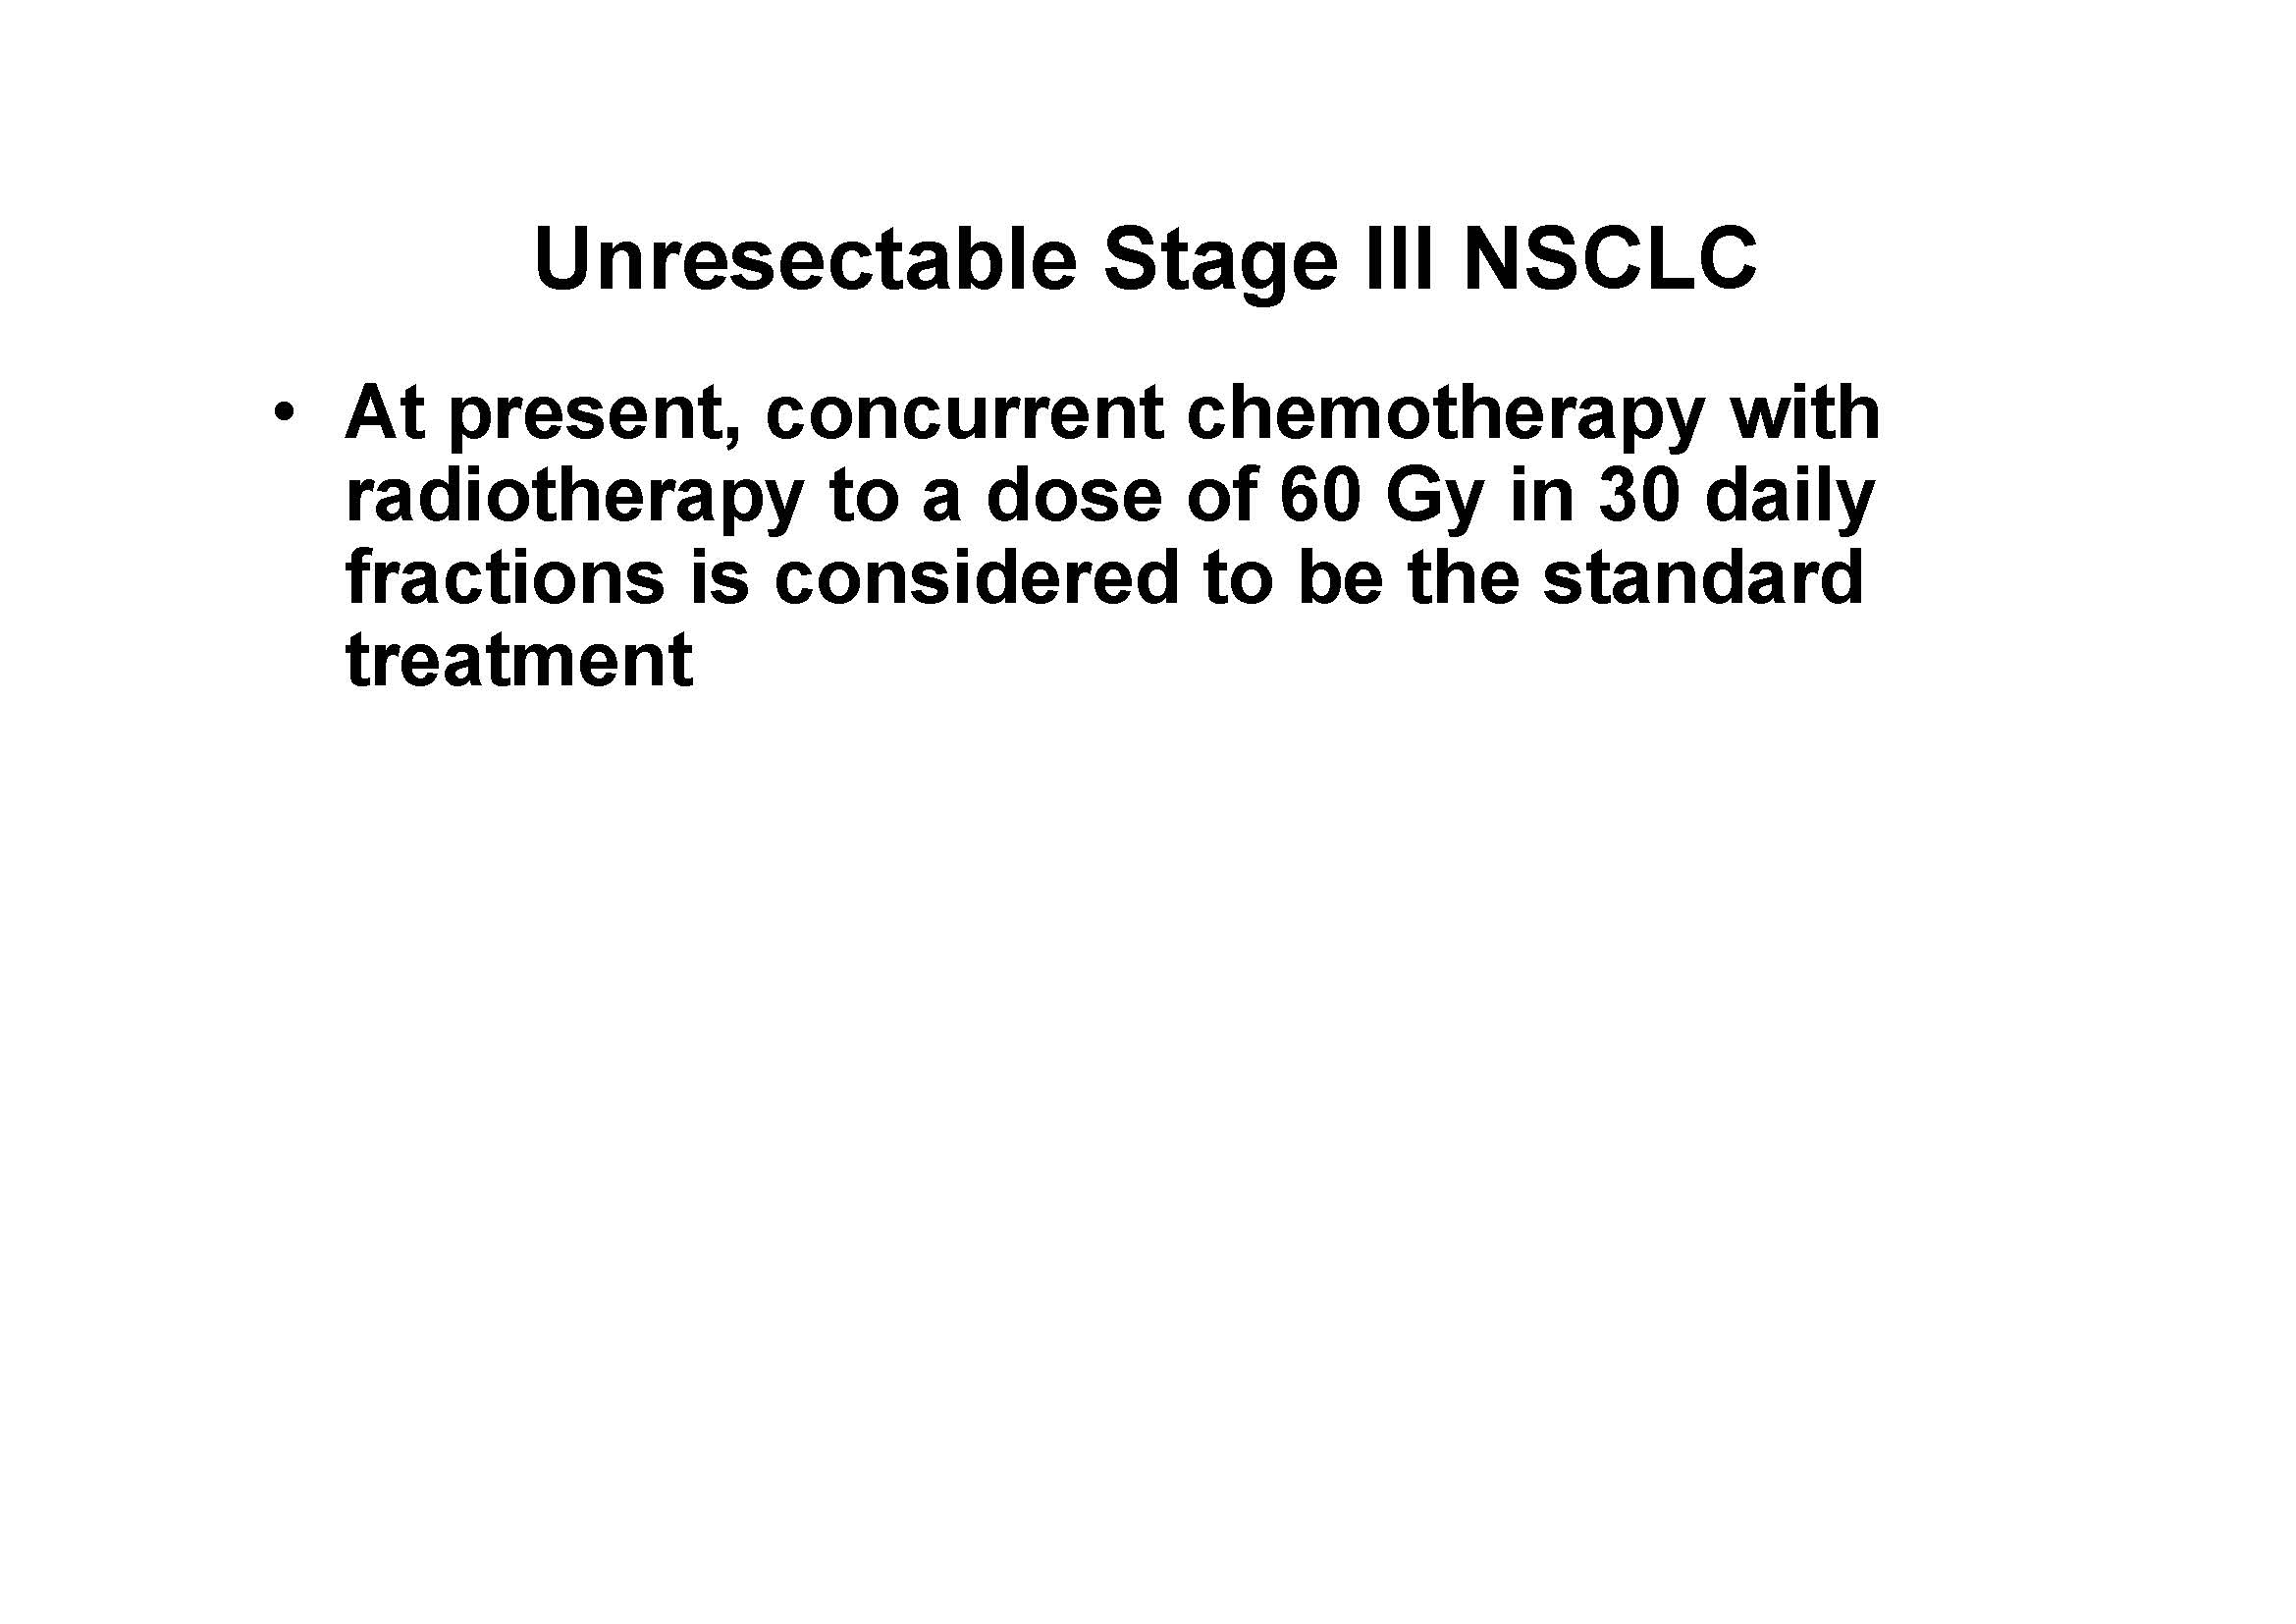 Unresectable Stage III NSCLC
• At present, concurrent chemotherapy with
radiotherapy to a dose of 60 Gy in 30 daily
fractions is considered to be the standard
treatment